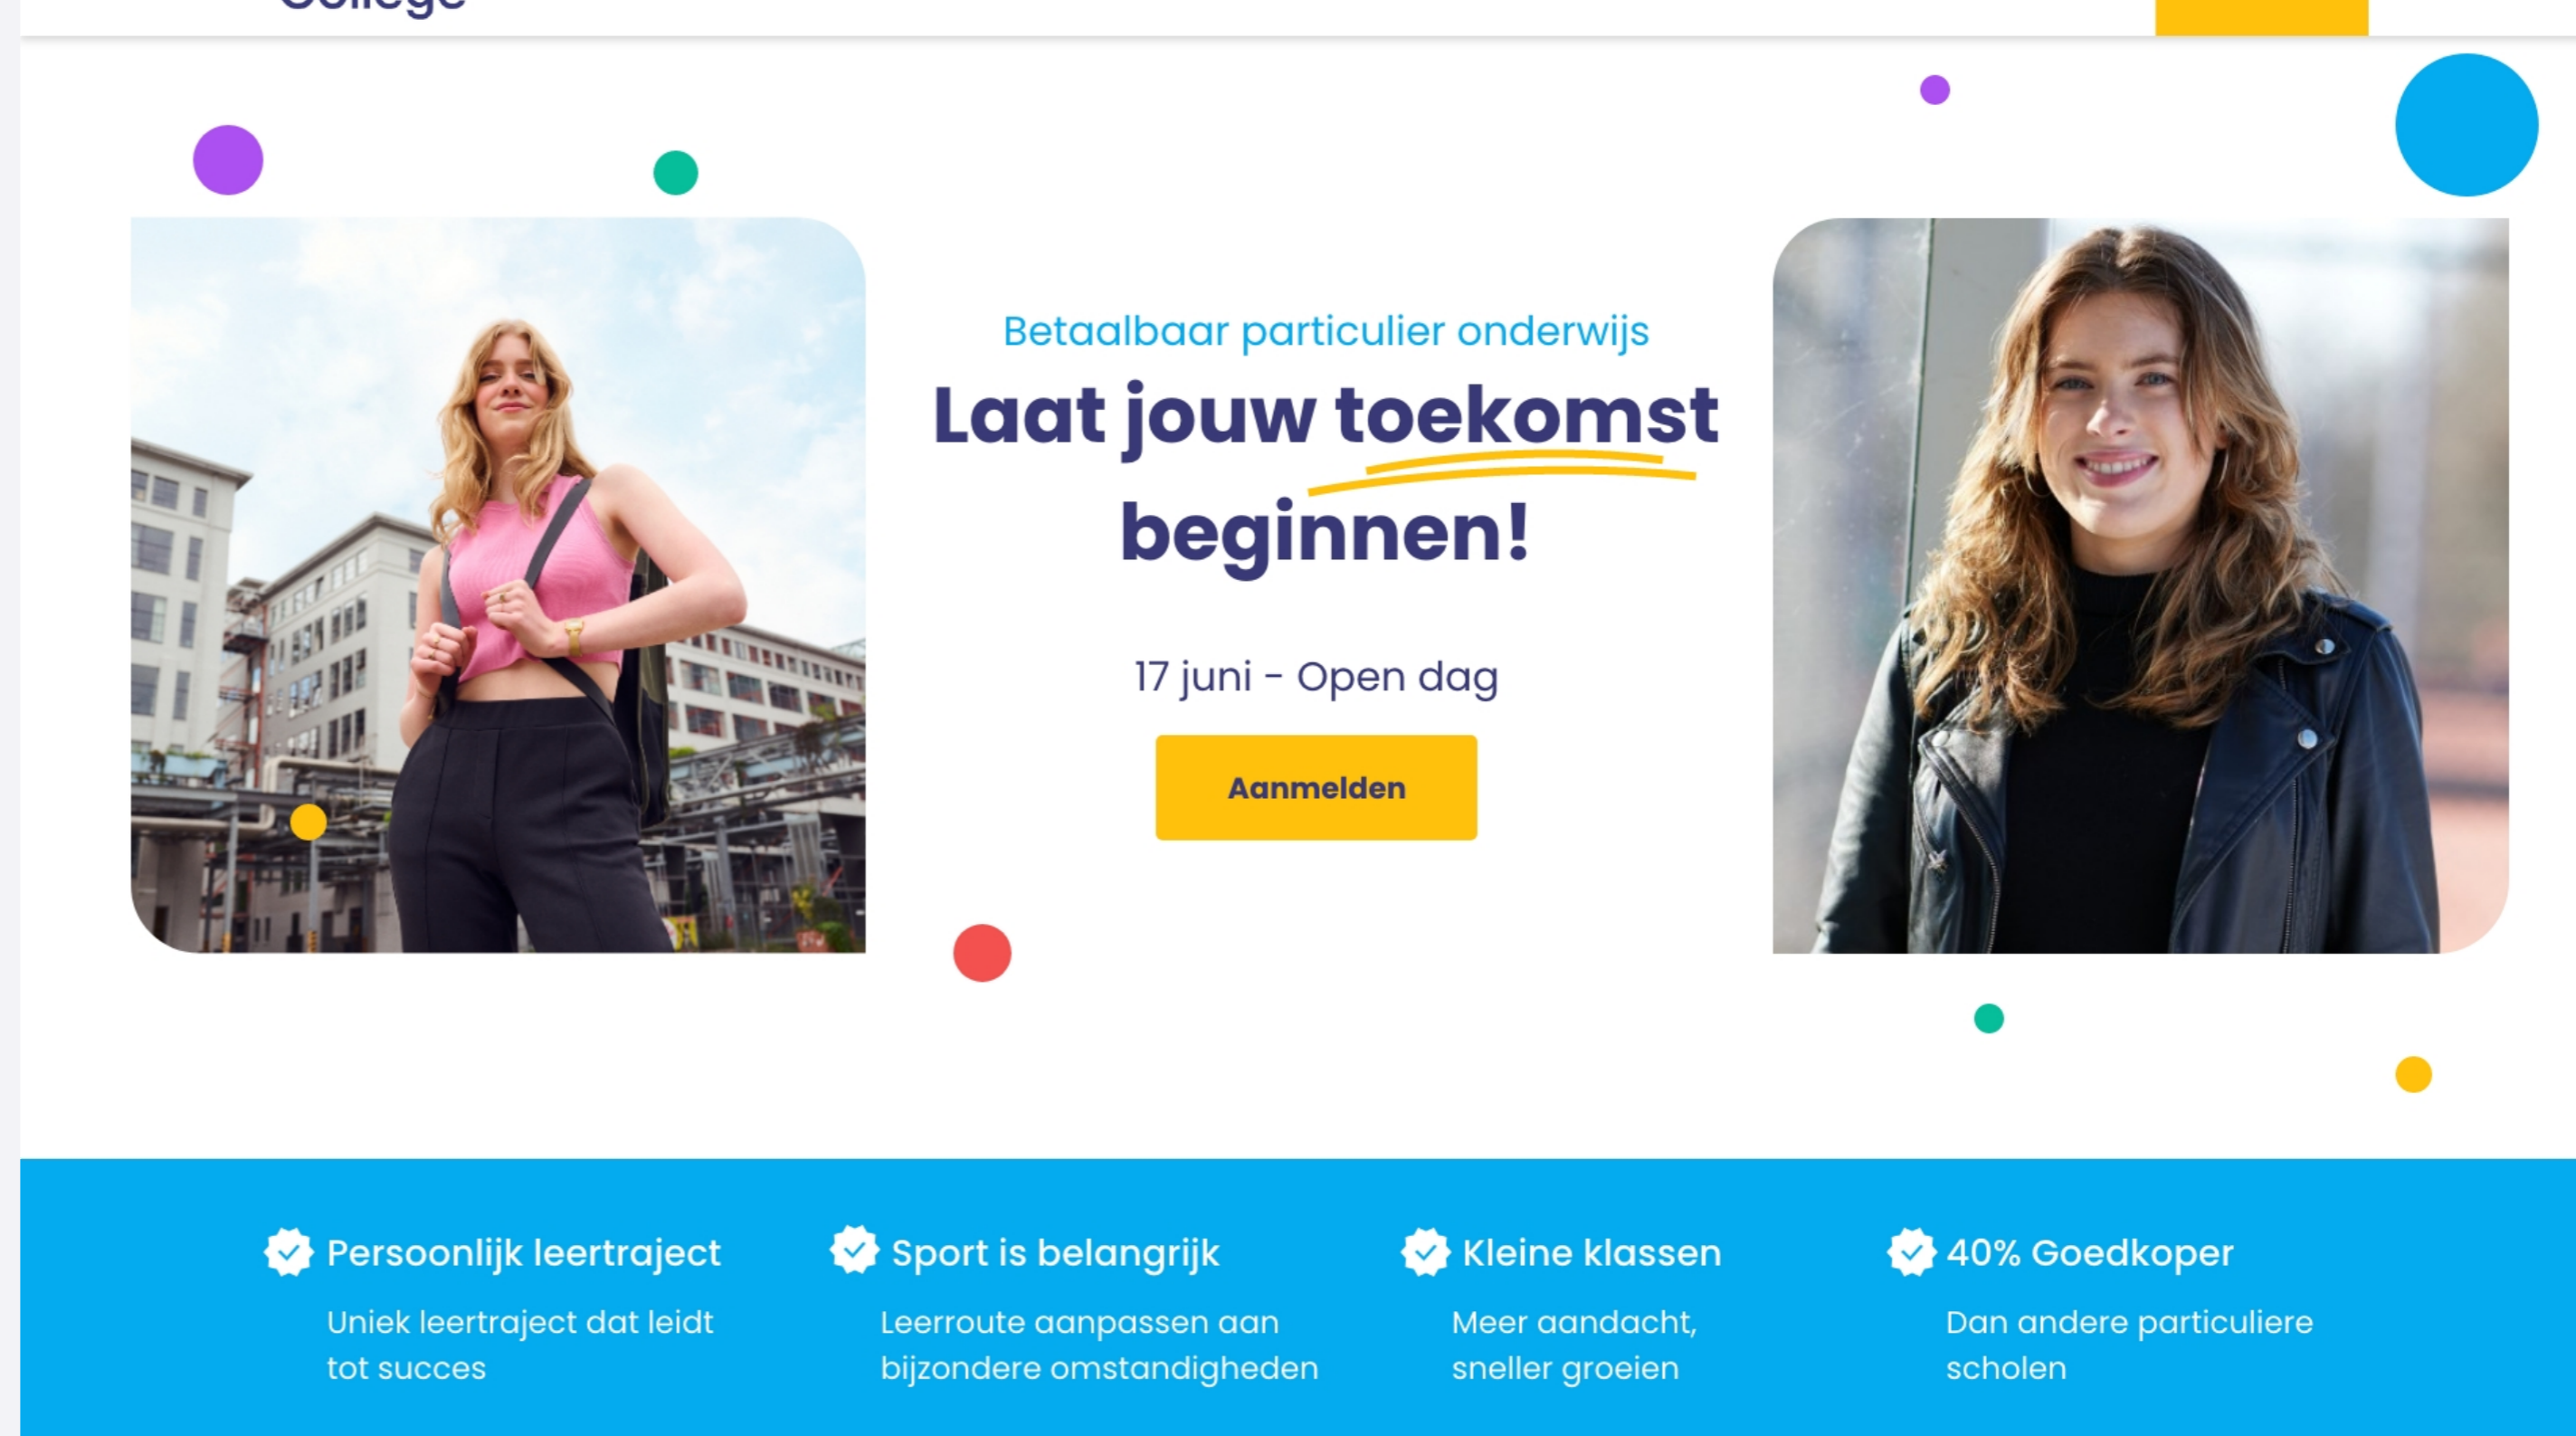 College
Betaalbaar particulier onderwijs
Laat jouw toekomst
beginnen!
17 juni - Open dag
Aanmelden
Persoonlijk leertraject
Uniek leertraject dat leidt
tot succes
Sport is belangrijk
Leerroute aanpassen aan
bijzondere omstandigheden
Kleine klassen
Meer aandacht,
sneller groeien
40% Goedkoper
Dan andere particuliere
scholen